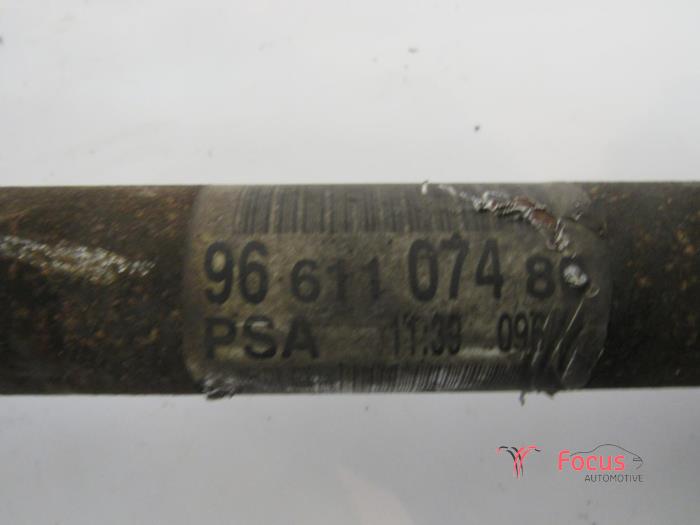 96 611 074 80
PSA 11:39
Focus
AUTOMOTIVE